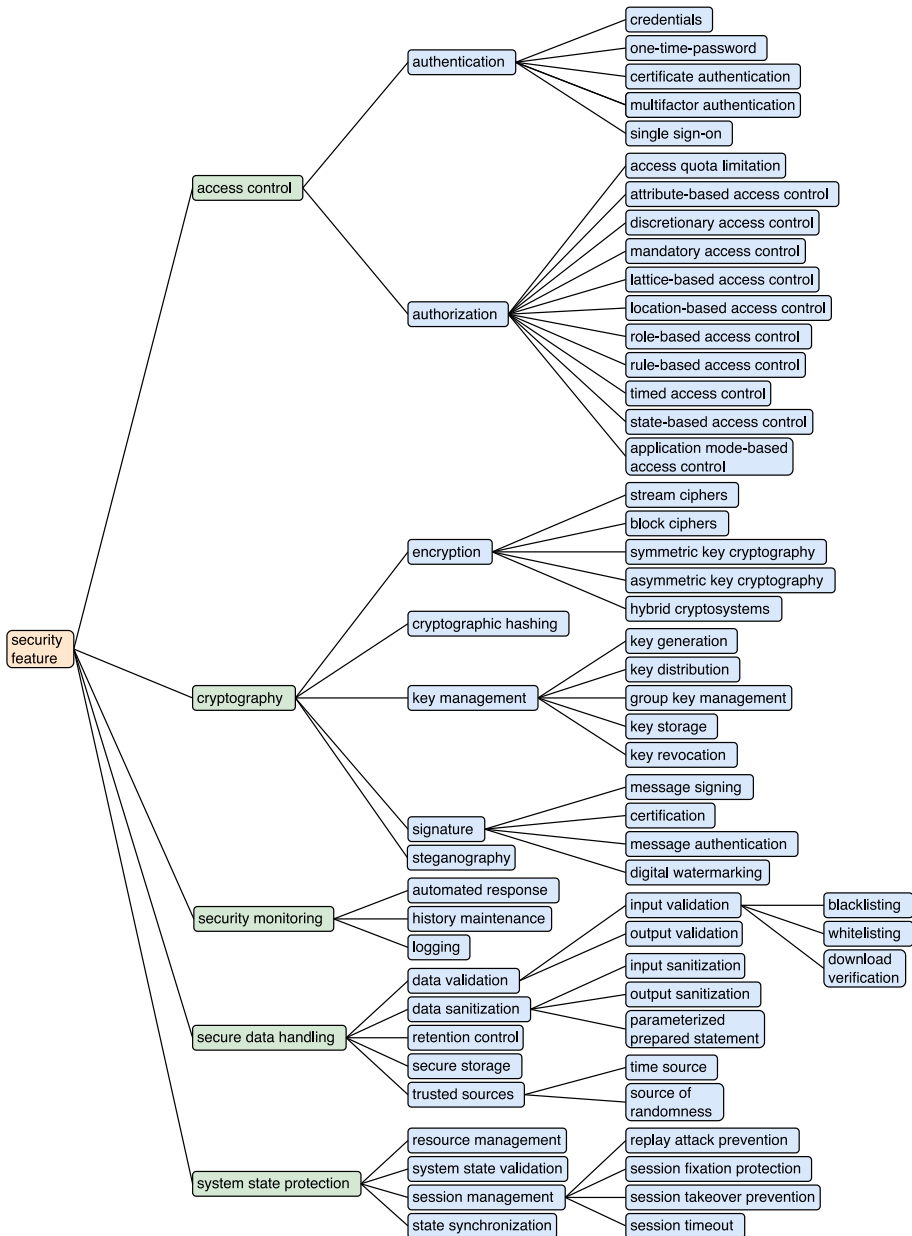 security
feature
access control
authentication
credentials
one-time-password
certificate authentication
multifactor authentication
single sign-on
authorization
access quota limitation
attribute-based access control
discretionary access control
mandatory access control
lattice-based access control
location-based access control
role-based access control
rule-based access control
timed access control
state-based access control
application mode-based
access control
cryptography
encryption
stream ciphers
block ciphers
symmetric key cryptography
asymmetric key cryptography
hybrid cryptosystems
cryptographic hashing
key management
key generation
key distribution
group key management
key storage
key revocation
signature
message signing
certification
message authentication
digital watermarking
steganography
security monitoring
automated response
history maintenance
logging
secure data handling
data validation
input validation
blacklisting
whitelisting
download
verification
output validation
data sanitization
input sanitization
output sanitization
parameterized
prepared statement
retention control
secure storage
trusted sources
time source
source of
randomness
system state protection
resource management
system state validation
session management
replay attack prevention
session fixation protection
session takeover prevention
session timeout
state synchronization